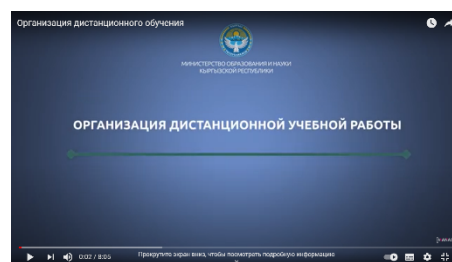 Организация дистанционного обучения
МИНИСТЕРСТВО ОБРАЗОВАНИЯ И НАУКИ
КЫРГЫЗСКОЙ РЕСПУБЛИКИ
ОРГАНИЗАЦИЯ ДИСТАНЦИОННОЙ УЧЕБНОЙ РАБОТЫ
0:02 / 8:05
Прокрутите экран вниз, чтобы посмотреть подробную информацию